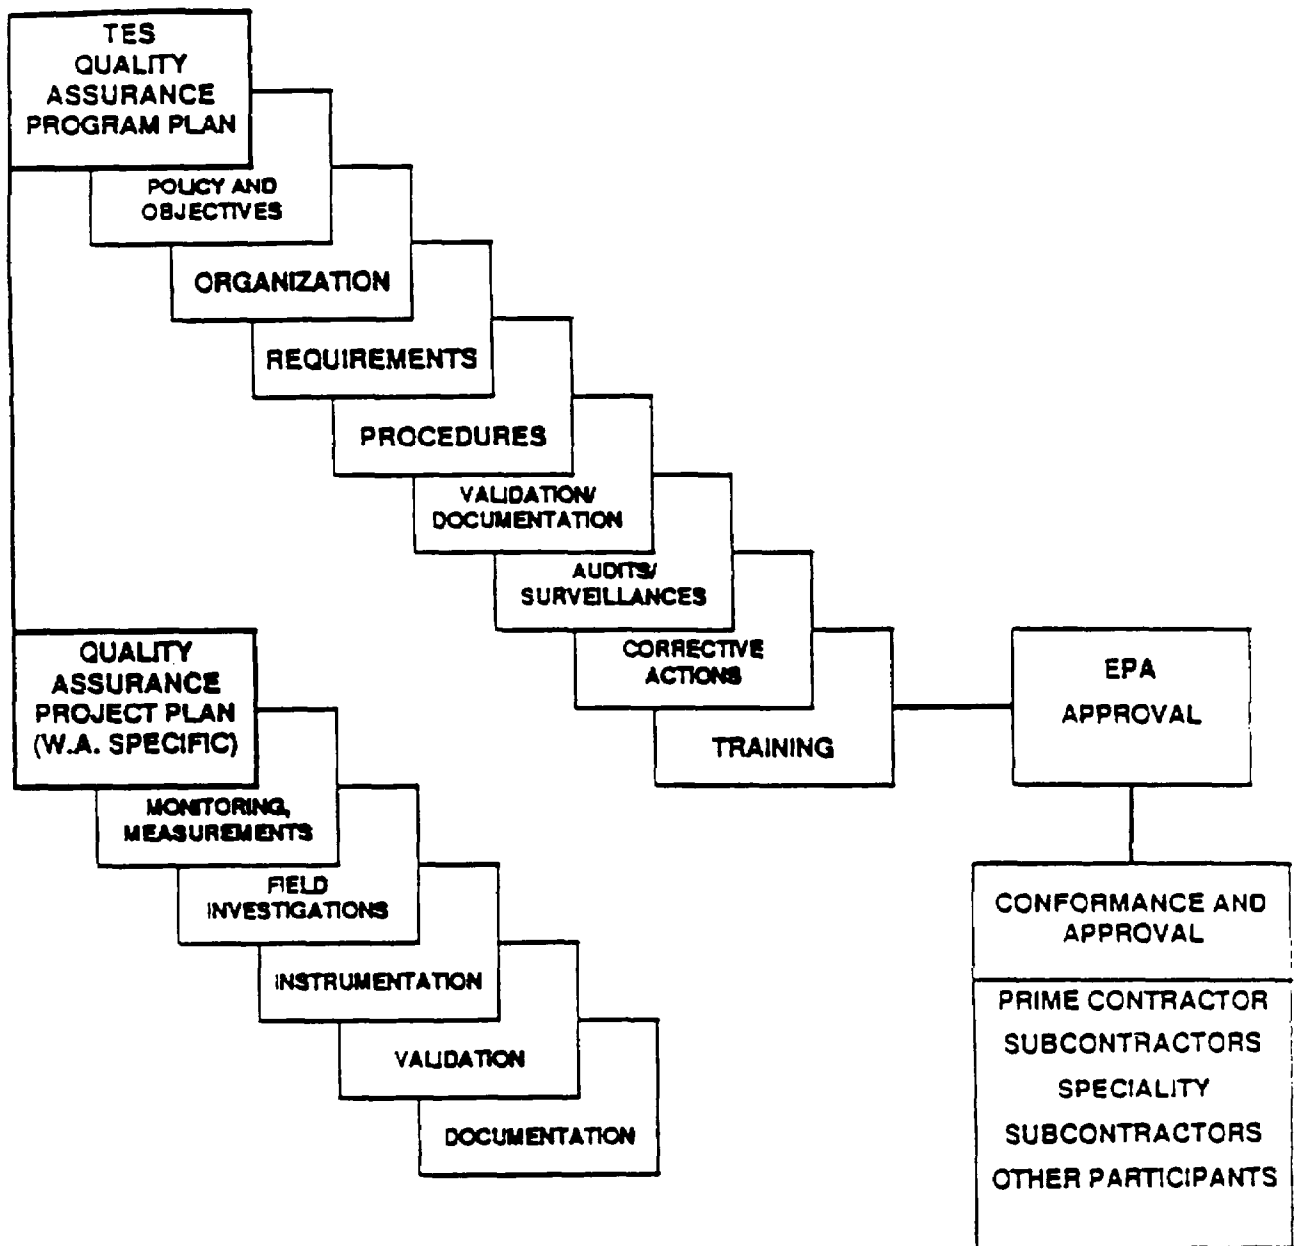 TES
QUALITY
ASSURANCE
PROGRAM PLAN
POLICY AND
OBJECTIVES
ORGANIZATION
REQUIREMENTS
PROCEDURES
VALIDATION/
DOCUMENTATION
AUDITS/
SURVEILLANCES
CORRECTIVE
ACTIONS
TRAINING
EPA
APPROVAL
QUALITY
ASSURANCE
PROJECT PLAN
(W.A. SPECIFIC)
MONITORING,
MEASUREMENTS
FIELD
INVESTIGATIONS
INSTRUMENTATION
VALIDATION
DOCUMENTATION
CONFORMANCE AND
APPROVAL
PRIME CONTRACTOR
SUBCONTRACTORS
SPECIALITY
SUBCONTRACTORS
OTHER PARTICIPANTS